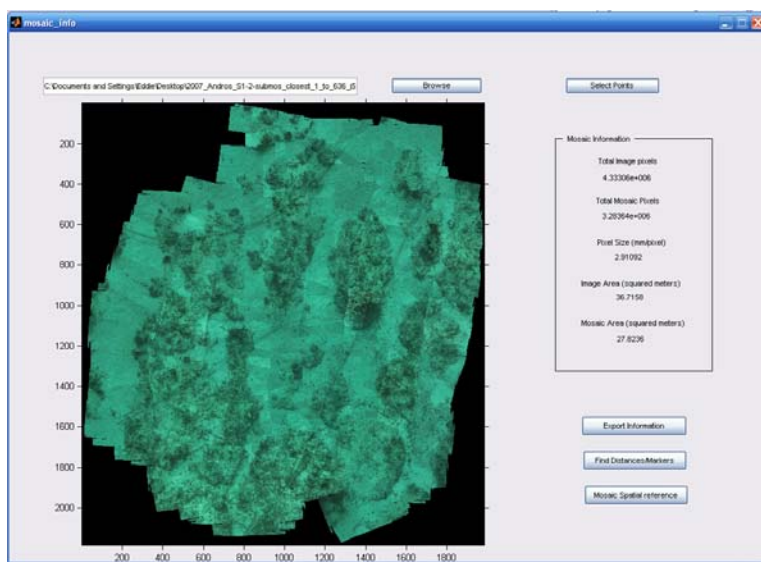 mosaic_info
C:\Documents and Settings\Eddie\Desktop\2007_Andros_S1-2-submos_closest_1_to_636_j5
Browse
Select Points
Mosaic Information
Total Image pixels
4.33306e+006
Total Mosaic Pixels
3.28364e+006
Pixel Size (mm/pixel)
2.91092
Image Area (squared meters)
36.7158
Mosaic Area (squared meters)
27.8236
Export Information
Find Distances/Markers
Mosaic Spatial reference
200
400
600
800
1000
1200
1400
1600
1800
2000
200 400 600 800 1000 1200 1400 1600 1800